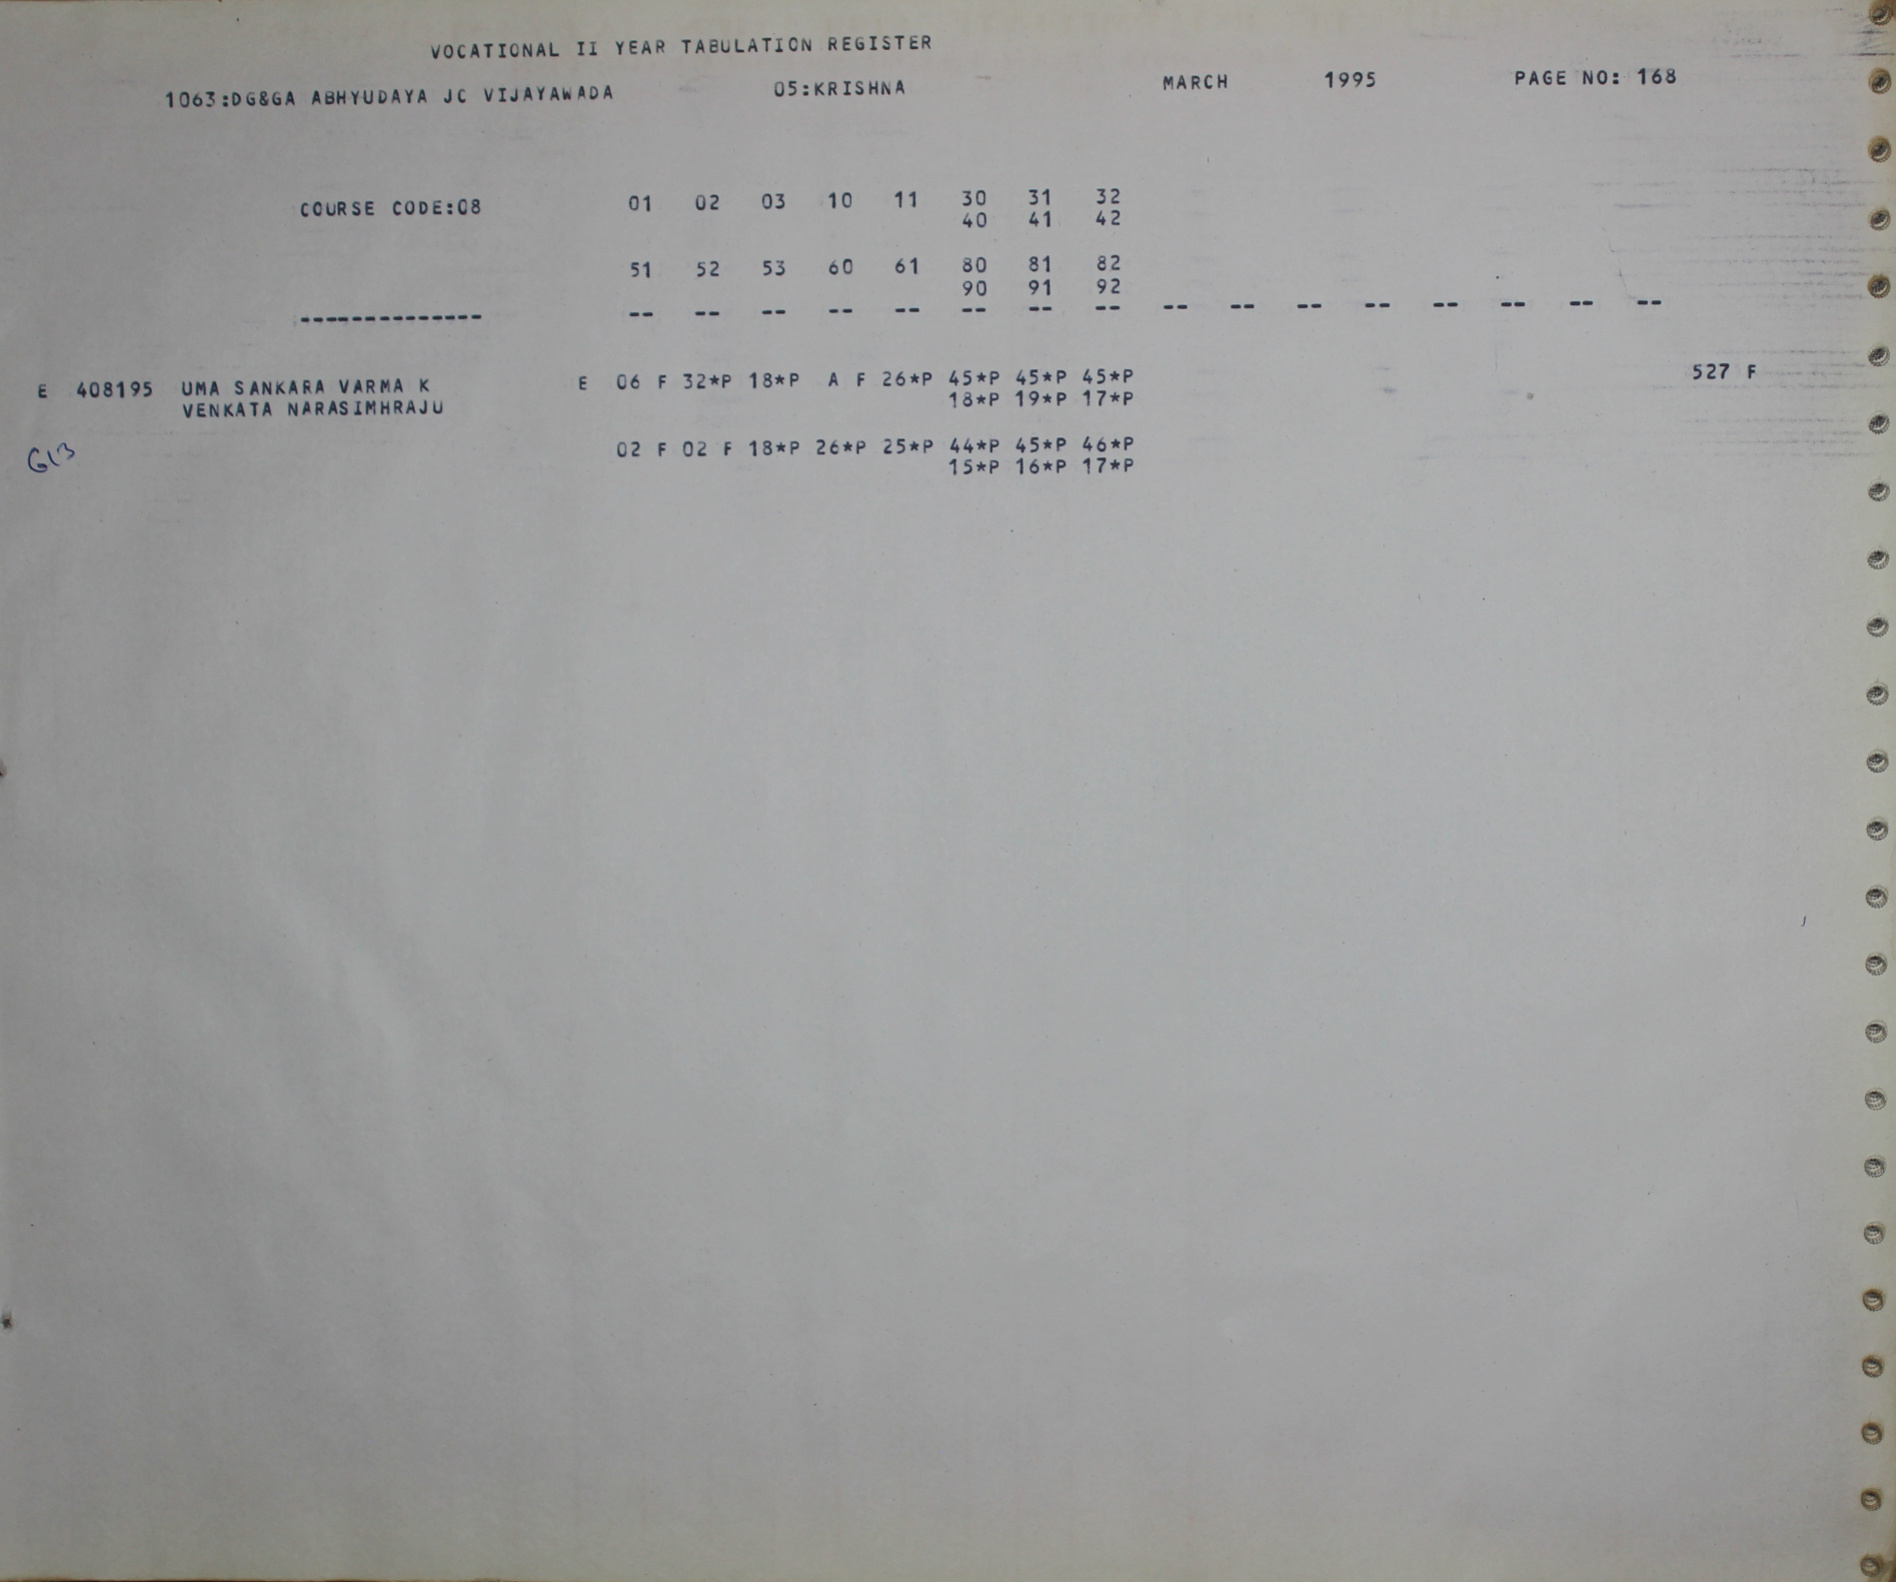 VOCATIONAL II YEAR TABULATION REGISTER
1063:DG&GA ABHYUDAYA JC VIJAYAWADA 05:KRISHNA MARCH 1995 PAGE NO: 168
COURSE CODE:08 01 02 03 10 11 30 31 32
40 41 42
51 52 53 60 61 80 81 82
90 91 92
-------------- -- -- -- -- -- -- -- -- -- -- -- -- -- -- -- --
E 408195 UMA SANKARA VARMA K E 06 F 32*P 18*P A F 26*P 45*P 45*P 45*P 527 F
VENKATA NARASIMHRAJU 18*P 19*P 17*P
G13 02 F 02 F 18*P 26*P 25*P 44*P 45*P 46*P
15*P 16*P 17*P